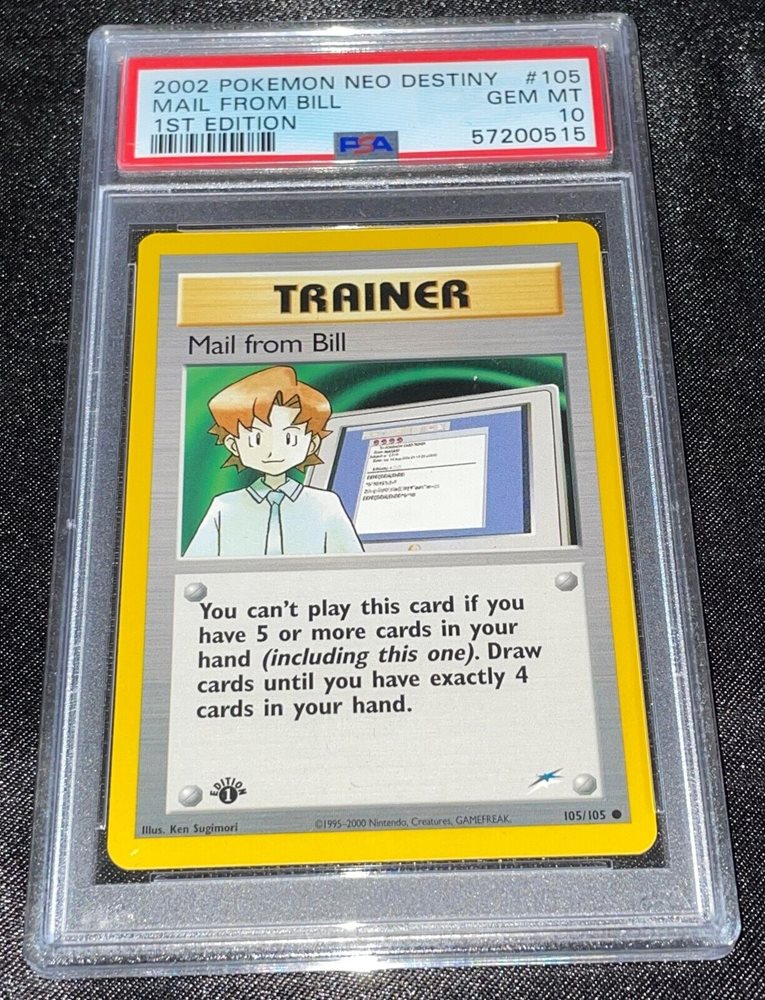 2002 POKEMON NEO DESTINY #105
MAIL FROM BILL GEM MT
1ST EDITION 10
PSA 57200515
TRAINER
Mail from Bill
You can't play this card if you
have 5 or more cards in your
hand (including this one). Draw
cards until you have exactly 4
cards in your hand.
EDITION
1
Illus. Ken Sugimori ©1995-2000 Nintendo, Creatures, GAMEFREAK. 105/105